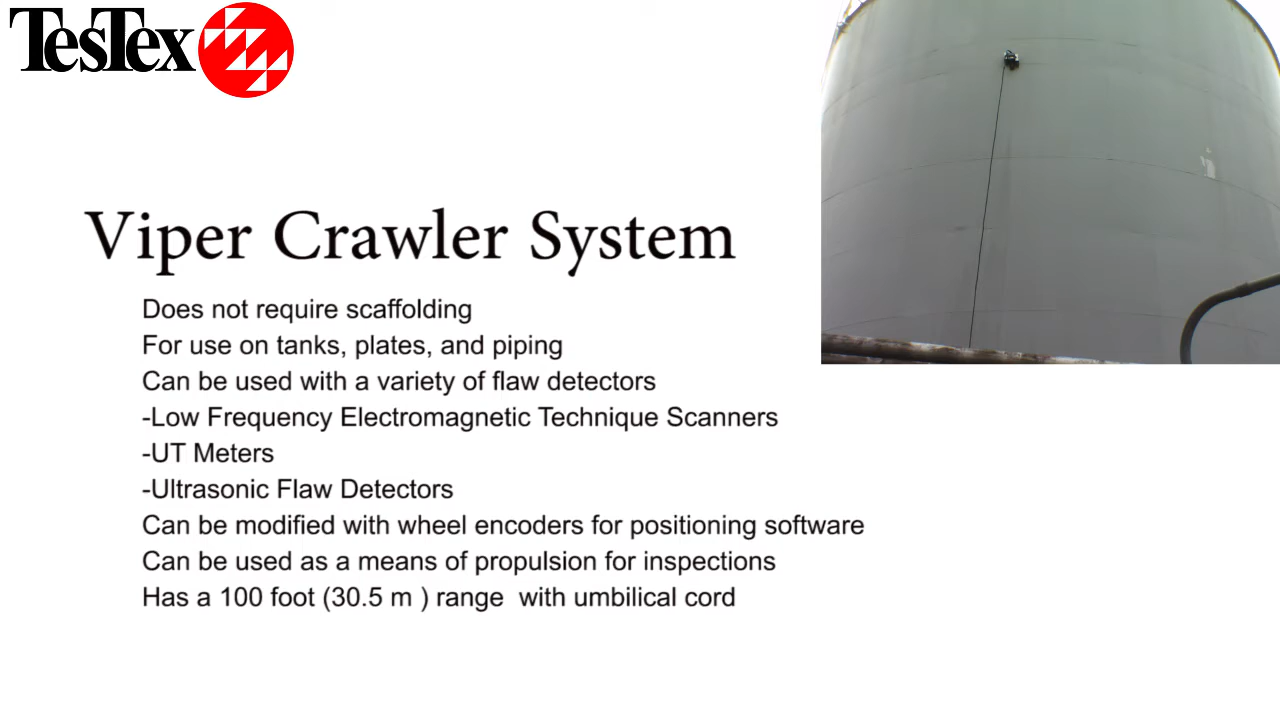 TesTex
Viper Crawler System
Does not require scaffolding
For use on tanks, plates, and piping
Can be used with a variety of flaw detectors
-Low Frequency Electromagnetic Technique Scanners
-UT Meters
-Ultrasonic Flaw Detectors
Can be modified with wheel encoders for positioning software
Can be used as a means of propulsion for inspections
Has a 100 foot (30.5 m ) range  with umbilical cord